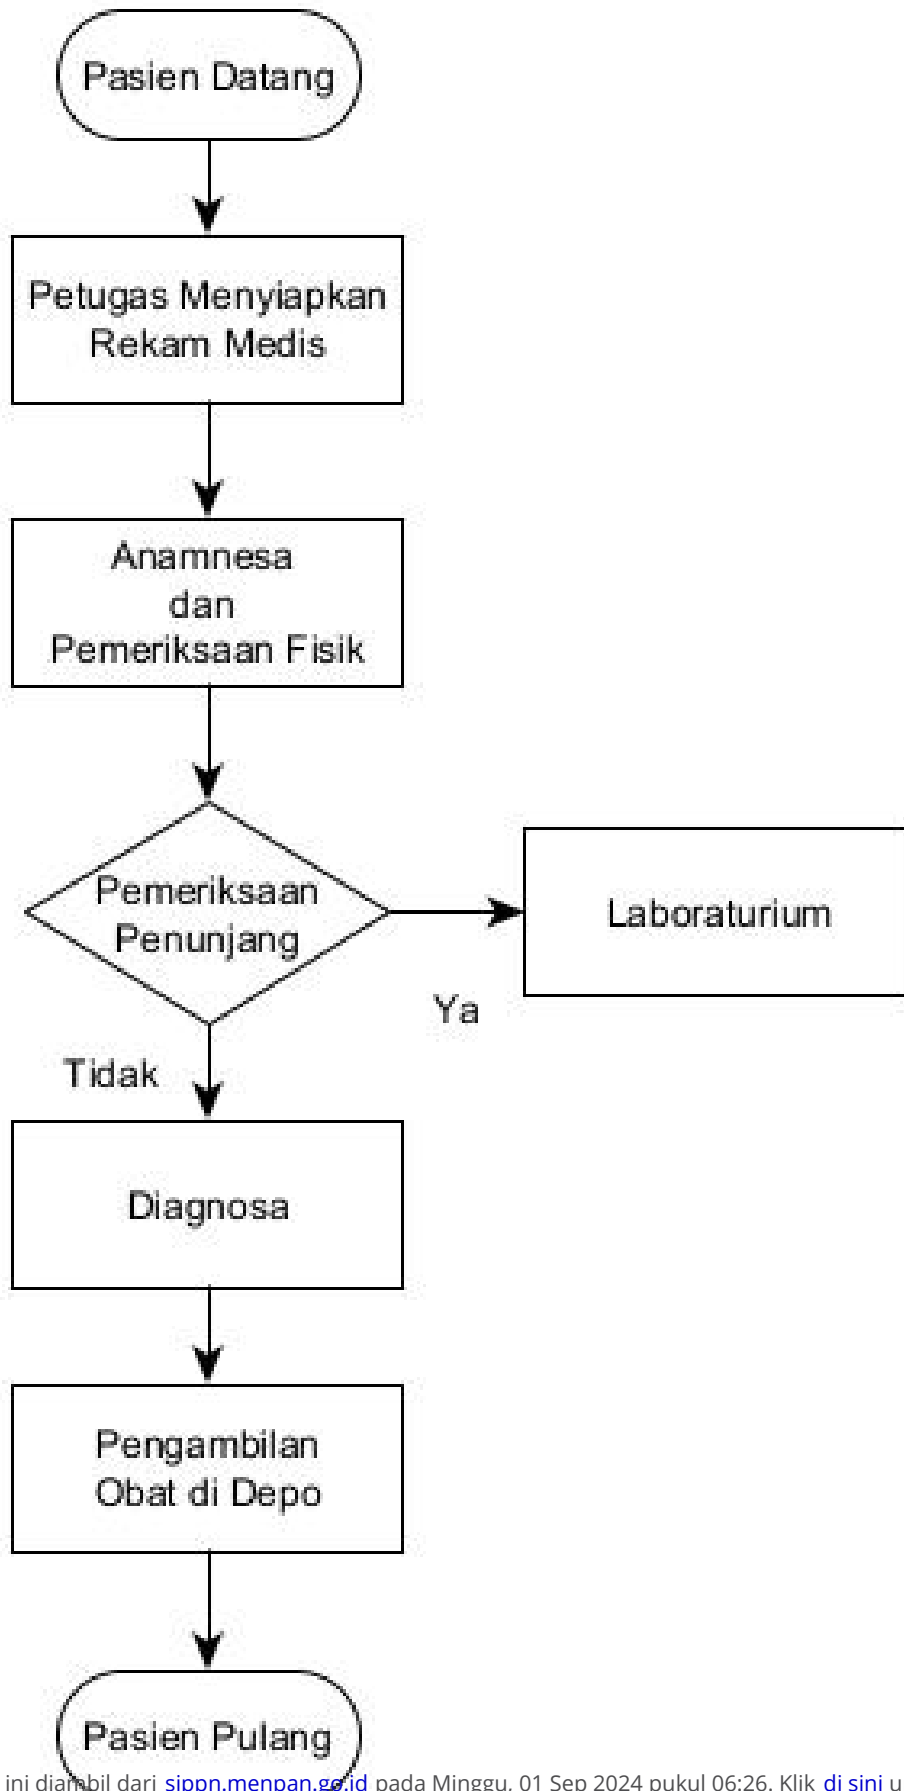 Pasien Datang
Petugas Menyiapkan
Rekam Medis
Anamnesa
dan
Pemeriksaan Fisik
Pemeriksaan
Penunjang
Laboraturium
Ya
Tidak
Diagnosa
Pengambilan
Obat di Depo
Pasien Pulang
ini diambil dari sippn.menpan.go.id pada Minggu, 01 Sep 2024 pukul 06:26. Klik di sini u